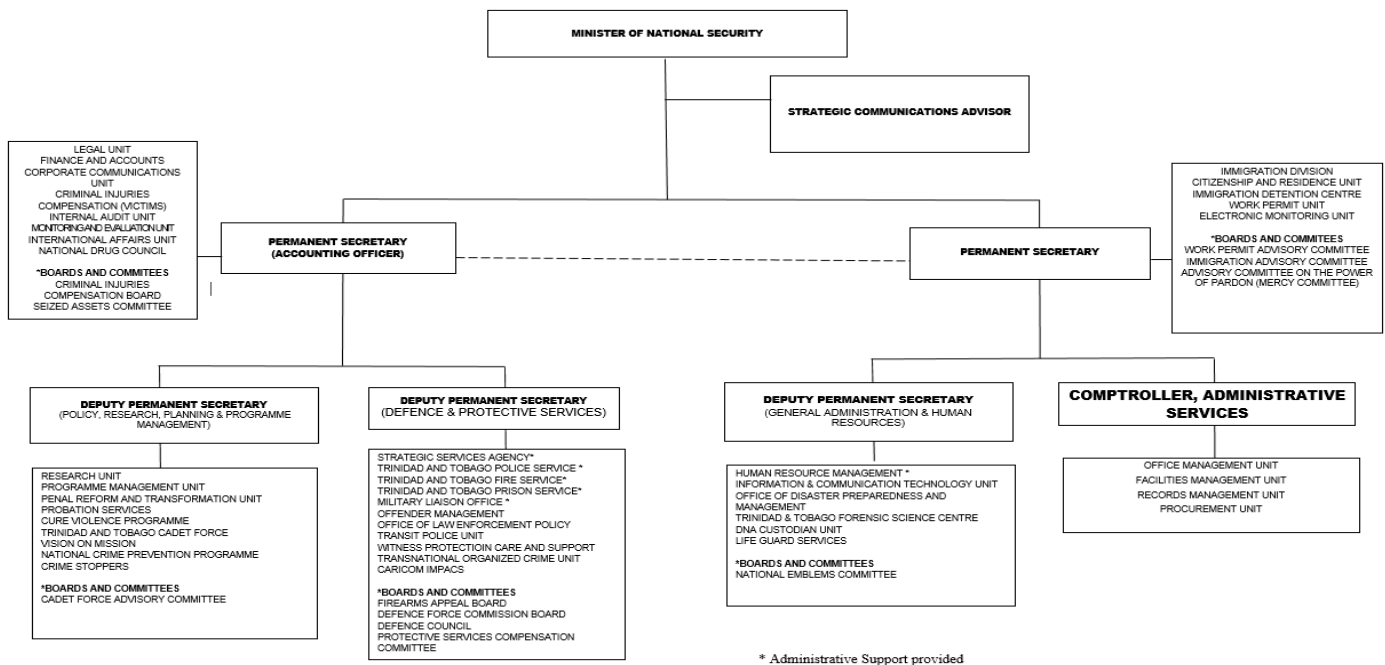 MINISTER OF NATIONAL SECURITY
STRATEGIC COMMUNICATIONS ADVISOR
LEGAL UNIT
FINANCE AND ACCOUNTS
CORPORATE COMMUNICATIONS
UNIT
CRIMINAL INJURIES
COMPENSATION (VICTIMS)
INTERNAL AUDIT UNIT
MONITORING AND EVALUATION UNIT
INTERNATIONAL AFFAIRS UNIT
NATIONAL DRUG COUNCIL
*BOARDS AND COMMITEES
CRIMINAL INJURIES
COMPENSATION BOARD
SEIZED ASSETS COMMITTEE
PERMANENT SECRETARY
(ACCOUNTING OFFICER)
PERMANENT SECRETARY
IMMIGRATION DIVISION
CITIZENSHIP AND RESIDENCE UNIT
IMMIGRATION DETENTION CENTRE
WORK PERMIT UNIT
ELECTRONIC MONITORING UNIT
*BOARDS AND COMMITEES
WORK PERMIT ADVISORY COMMITTEE
IMMIGRATION ADVISORY COMMITTEE
ADVISORY COMMITTEE ON THE POWER
OF PARDON (MERCY COMMITTEE)
DEPUTY PERMANENT SECRETARY
(POLICY, RESEARCH, PLANNING & PROGRAMME
MANAGEMENT)
RESEARCH UNIT
PROGRAMME MANAGEMENT UNIT
PENAL REFORM AND TRANSFORMATION UNIT
PROBATION SERVICES
CURE VIOLENCE PROGRAMME
TRINIDAD AND TOBAGO CADET FORCE
VISION ON MISSION
NATIONAL CRIME PREVENTION PROGRAMME
CRIME STOPPERS
*BOARDS AND COMMITTEES
CADET FORCE ADVISORY COMMITTEE
DEPUTY PERMANENT SECRETARY
(DEFENCE & PROTECTIVE SERVICES)
STRATEGIC SERVICES AGENCY*
TRINIDAD AND TOBAGO POLICE SERVICE *
TRINIDAD AND TOBAGO FIRE SERVICE*
TRINIDAD AND TOBAGO PRISON SERVICE*
MILITARY LIAISON OFFICE *
OFFENDER MANAGEMENT
OFFICE OF LAW ENFORCEMENT POLICY
TRANSIT POLICE UNIT
WITNESS PROTECTIOIN CARE AND SUPPORT
TRANSNATIONAL ORGANIZED CRIME UNIT
CARICOM IMPACS
*BOARDS AND COMMITTEES
FIREARMS APPEAL BOARD
DEFENCE FORCE COMMISSION BOARD
DEFENCE COUNCIL
PROTECTIVE SERVICES COMPENSATION
COMMITTEE
DEPUTY PERMANENT SECRETARY
(GENERAL ADMINISTRATION & HUMAN
RESOURCES)
HUMAN RESOURCE MANAGEMENT *
INFORMATION & COMMUNICATION TECHNOLOGY UNIT
OFFICE OF DISASTER PREPAREDNESS AND
MANAGEMENT
TRINIDAD & TOBAGO FORENSIC SCIENCE CENTRE
DNA CUSTODIAN UNIT
LIFE GUARD SERVICES
*BOARDS AND COMMITTEES
NATIONAL EMBLEMS COMMITTEE
COMPTROLLER, ADMINISTRATIVE
SERVICES
OFFICE MANAGEMENT UNIT
FACILITIES MANAGEMENT UNIT
RECORDS MANAGEMENT UNIT
PROCUREMENT UNIT
* Administrative Support provided